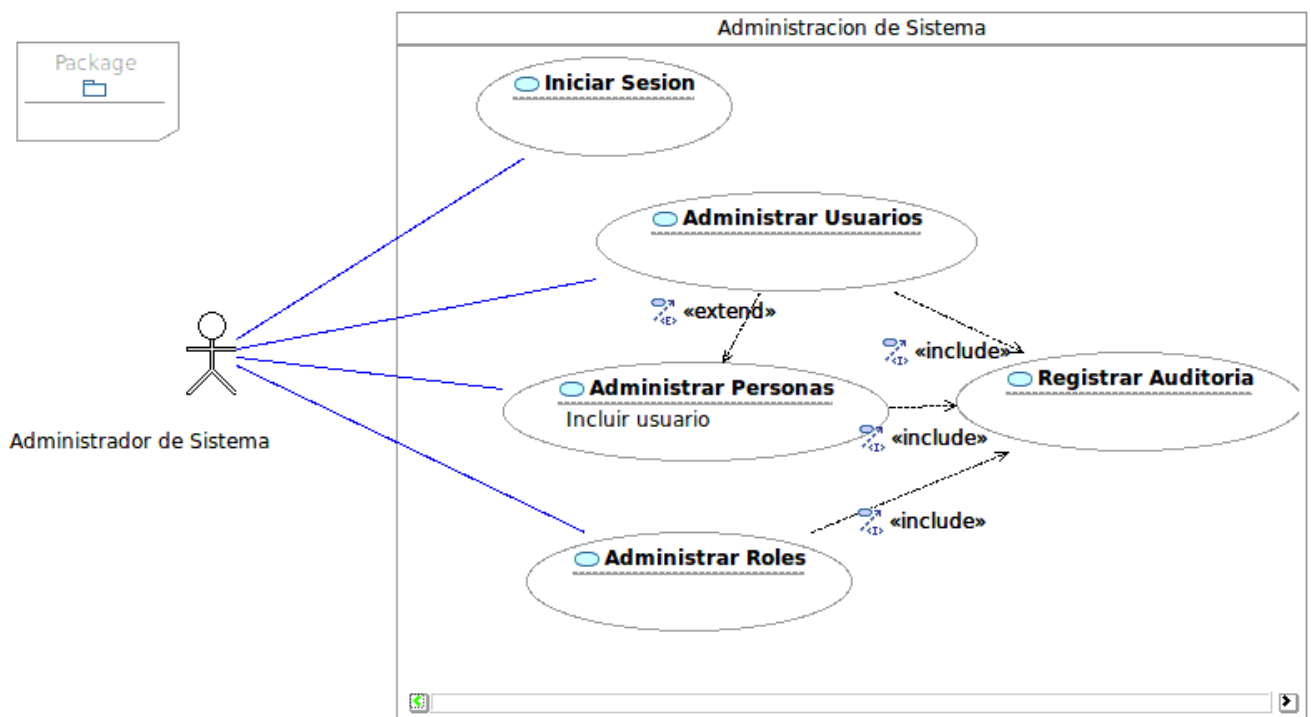 Administracion de Sistema
Package
Iniciar Sesion
Administrar Usuarios
«extend»
«include»
Administrar Personas
Incluir usuario
Registrar Auditoria
Administrador de Sistema
«include»
«include»
Administrar Roles